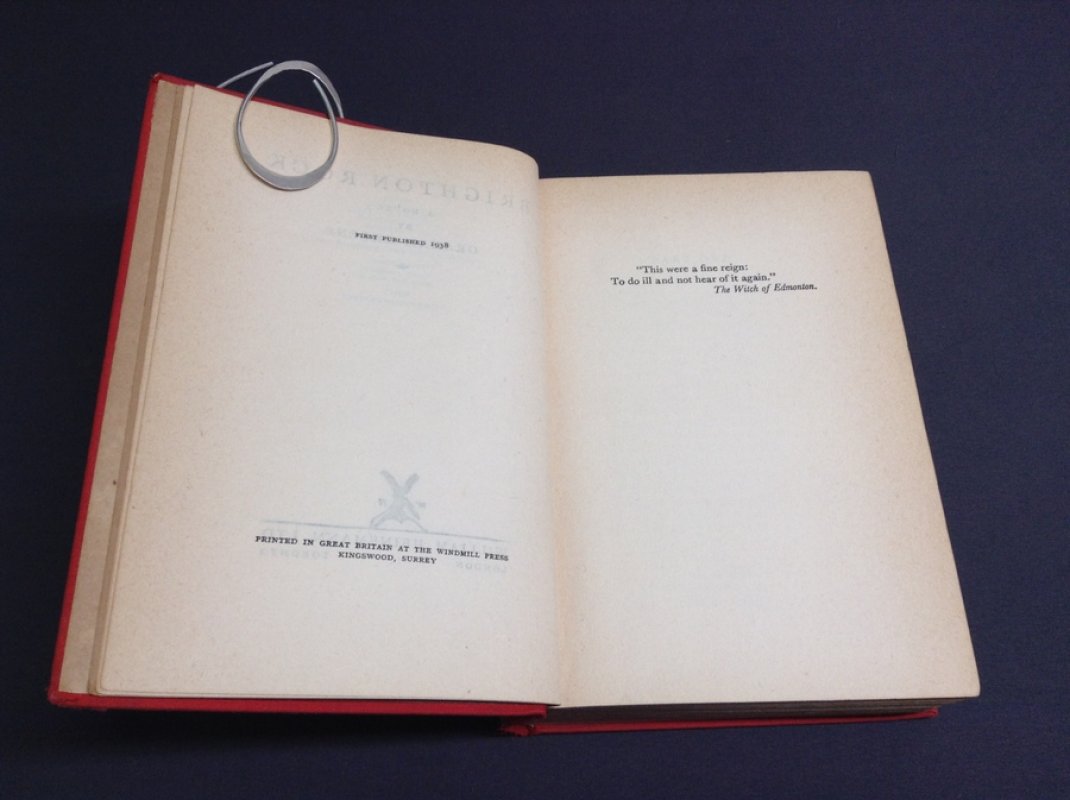 FIRST PUBLISHED 1938
PRINTED IN GREAT BRITAIN AT THE WINDMILL PRESS
KINGSWOOD, SURREY
"This were a fine reign:
To do ill and not hear of it again."
The Witch of Edmonton.